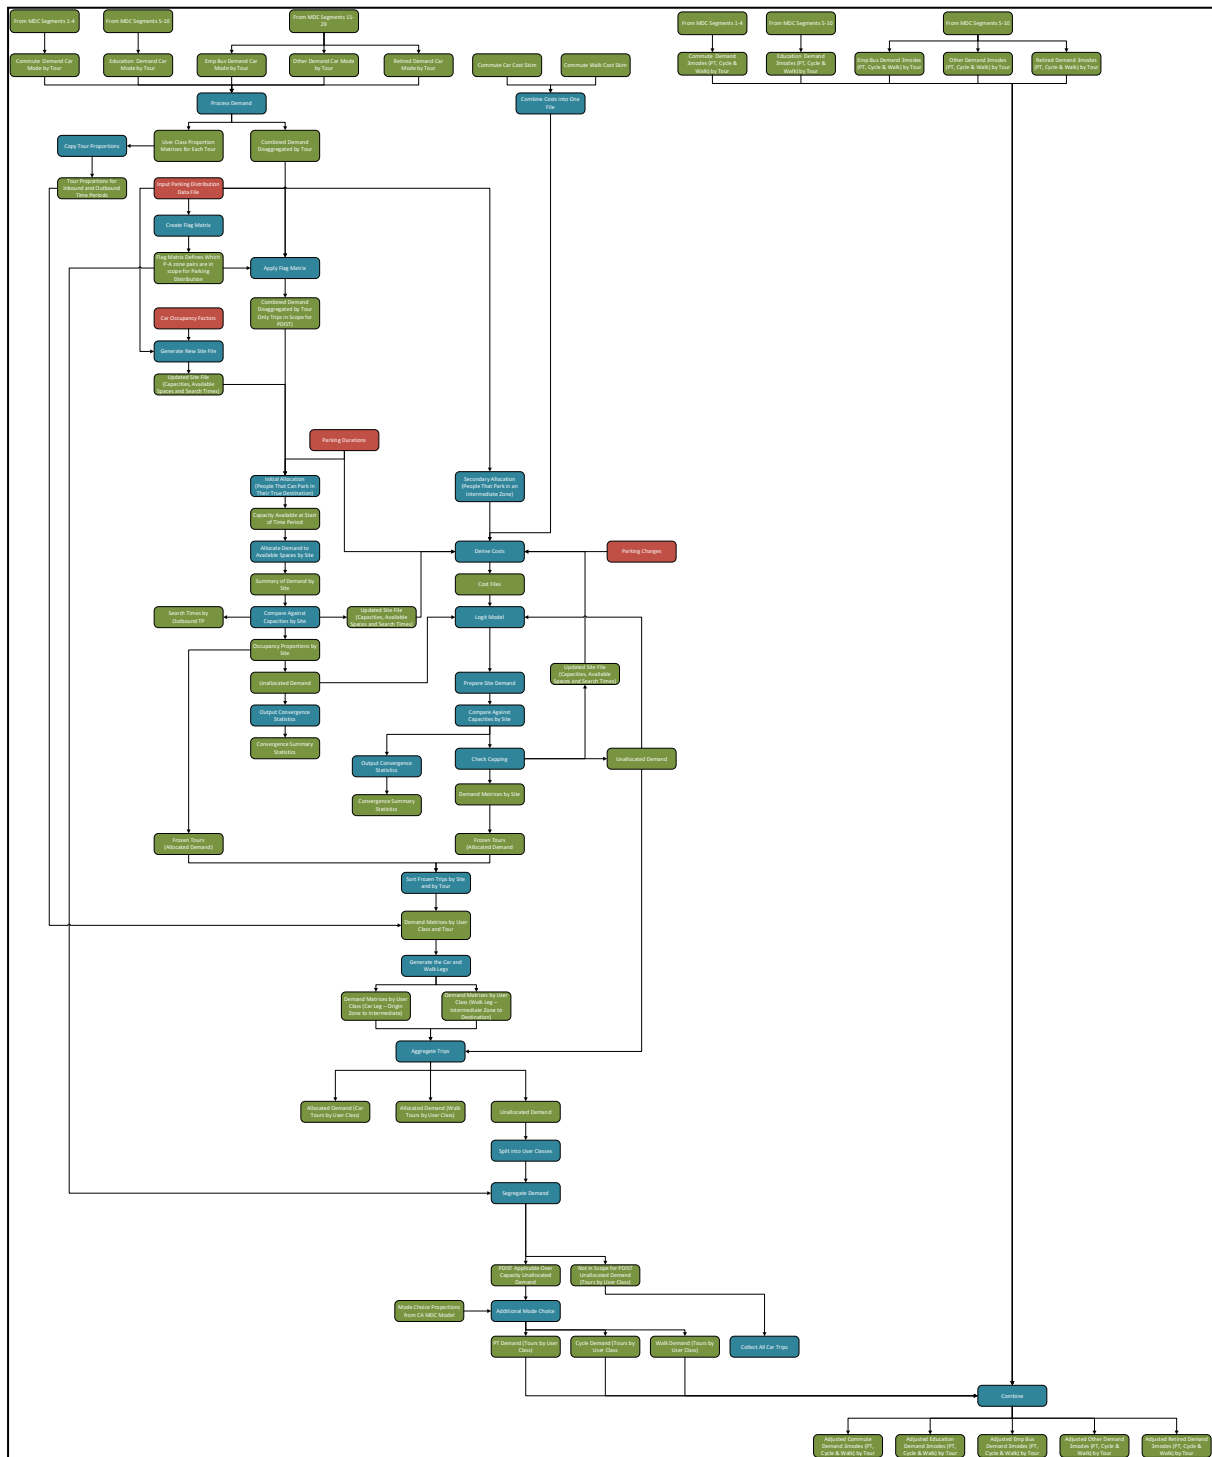 From MDC Segments 1-4
From MDC Segments 5-10
From MDC Segments 11-
29
From MDC Segments 1-4
From MDC Segments 5-10
From MDC Segments 5-10
Commute Demand Car
Mode by Tour
Education Demand Car
Mode by Tour
Emp Bus Demand Car
Mode by Tour
Other Demand Car Mode by
Tour
Retired Demand Car
Mode by Tour
Commute Car Cost Skim
Commute Walk Cost Skim
Commute Demand
3modes (PT, Cycle &
Walk) by Tour
Education Demand
3modes (PT, Cycle &
Walk) by Tour
Emp Bus Demand 3modes
(PT, Cycle & Walk) by Tour
Other Demand 3modes
(PT, Cycle & Walk) by Tour
Retired Demand 3modes
(PT, Cycle & Walk) by Tour
Process Demand
Combine Costs into One
File
Copy Tour Proportions
User Class Proportion
Matrices for Each Tour
Combined Demand
Disaggregated by Tour
Tour Proportions for
Inbound and Outbound
Time Periods
Input Parking Distribution
Data File
Create Flag Matrix
Flag Matrix Defines Which
P-A zone pairs are in
scope for Parking
Distribution
Apply Flag Matrix
Combined Demand
Disaggregated by Tour
Only Trips in Scope for
PDIST)
Car Occupancy Factors
Generate New Site File
Updated Site File
(Capacities, Available
Spaces and Search Times)
Parking Durations
Initial Allocation
(People That Can Park in
Their True Destination)
Secondary Allocation
(People That Park in an
Intermediate Zone)
Capacity Available at Start
of Time Period
Allocate Demand to
Available Spaces by Site
Derive Costs
Parking Charges
Summary of Demand by
Site
Cost Files
Search Times by
Outbound TP
Compare Against
Capacities by Site
Updated Site File
(Capacities, Available
Spaces and Search Times)
Logit Model
Occupancy Proportions by
Site
Unallocated Demand
Prepare Site Demand
Updated Site File
(Capacities, Available
Spaces and Search Times)
Output Convergence
Statistics
Compare Against
Capacities by Site
Convergence Summary
Statistics
Output Convergence
Statistics
Check Capping
Unallocated Demand
Convergence Summary
Statistics
Demand Matrices by Site
Frozen Tours
(Allocated Demand)
Frozen Tours
(Allocated Demand
Sort Frozen Trips by Site
and by Tour
Demand Matrices by User
Class and Tour
Generate the Car and
Walk Legs
Demand Matrices by User
Class (Car Leg – Origin
Zone to Intermediate)
Demand Matrices by User
Class (Walk Leg –
Intermediate Zone to
Destination)
Aggregate Trips
Allocated Demand (Car
Tours by User Class)
Allocated Demand (Walk
Tours by User Class)
Unallocated Demand
Split into User Classes
Segregate Demand
PDIST Applicable Over
Capacity Unallocated
Demand
Not in Scope for PDIST
Unallocated Demand
(Tours by User Class)
Mode Choice Proportions
from CA MDC Model
Additional Mode Choice
PT Demand (Tours by User
Class)
Cycle Demand (Tours by
User Class
Walk Demand (Tours by
User Class)
Collect All Car Trips
Combine
Adjusted Commute
Demand 3modes (PT,
Cycle & Walk) by Tour
Adjusted Education
Demand 3modes (PT,
Cycle & Walk) by Tour
Adjusted Emp Bus
Demand 3modes (PT,
Cycle & Walk) by Tour
Adjusted Other Demand
3modes (PT, Cycle &
Walk) by Tour
Adjusted Retired Demand
3modes (PT, Cycle &
Walk) by Tour